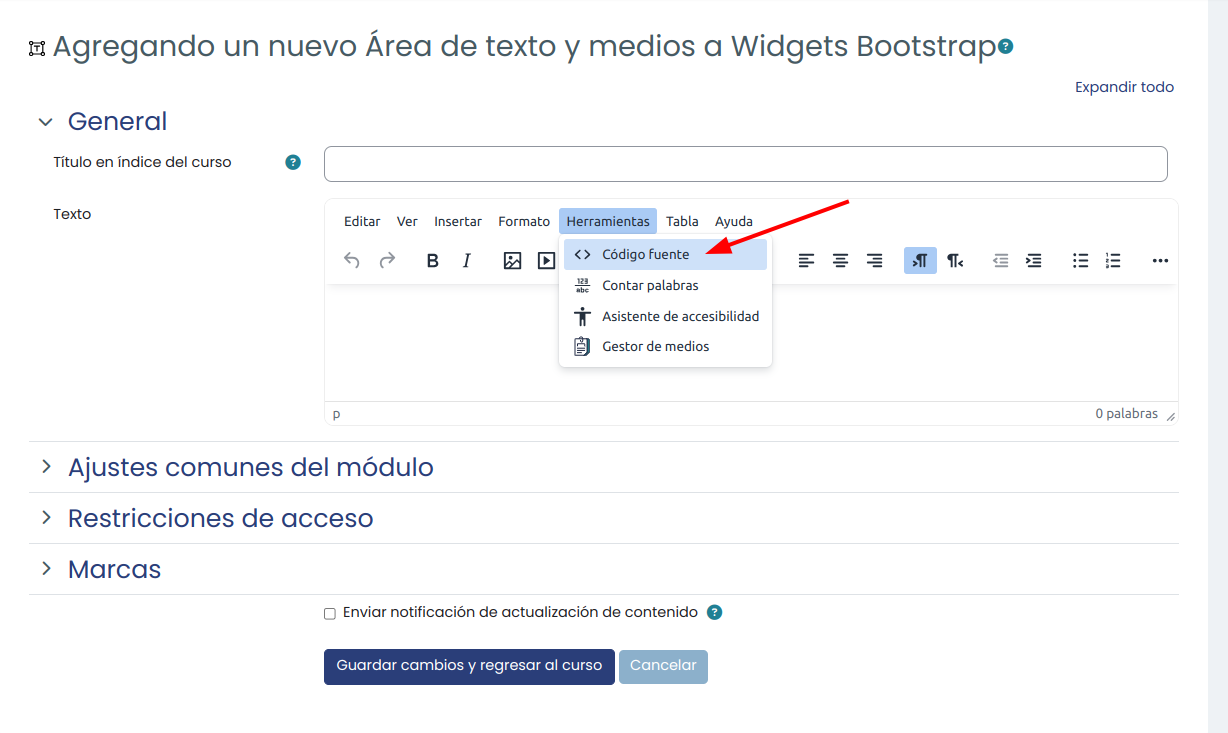 Agregando un nuevo Área de texto y medios a Widgets Bootstrap
Expandir todo
General
Título en índice del curso
Texto
Editar Ver Insertar Formato Herramientas Tabla Ayuda
B I
Código fuente
Contar palabras
Asistente de accesibilidad
Gestor de medios
p
0 palabras
Ajustes comunes del módulo
Restricciones de acceso
Marcas
Enviar notificación de actualización de contenido
Guardar cambios y regresar al curso
Cancelar